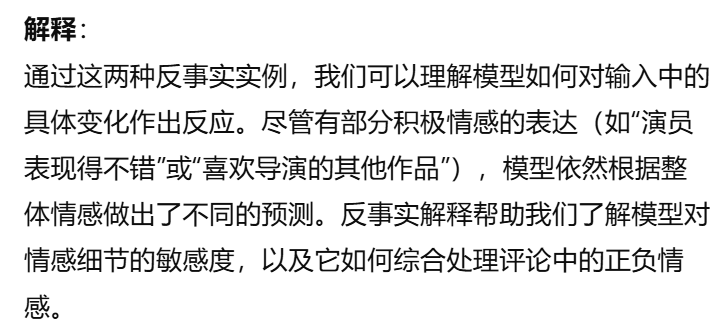 解释：
通过这两种反事实实例，我们可以理解模型如何对输入中的
具体变化作出反应。尽管有部分积极情感的表达（如“演员
表现得不错”或“喜欢导演的其他作品”），模型依然根据整
体情感做出了不同的预测。反事实解释帮助我们了解模型对
情感细节的敏感度，以及它如何综合处理评论中的正负情
感。